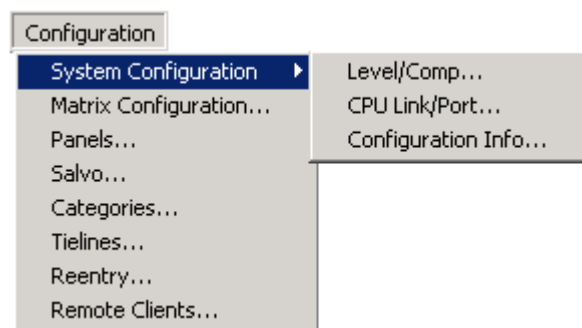 Configuration
System Configuration
Matrix Configuration...
Panels...
Salvo...
Categories...
Tielines...
Reentry...
Remote Clients...
Level/Comp...
CPU Link/Port...
Configuration Info...